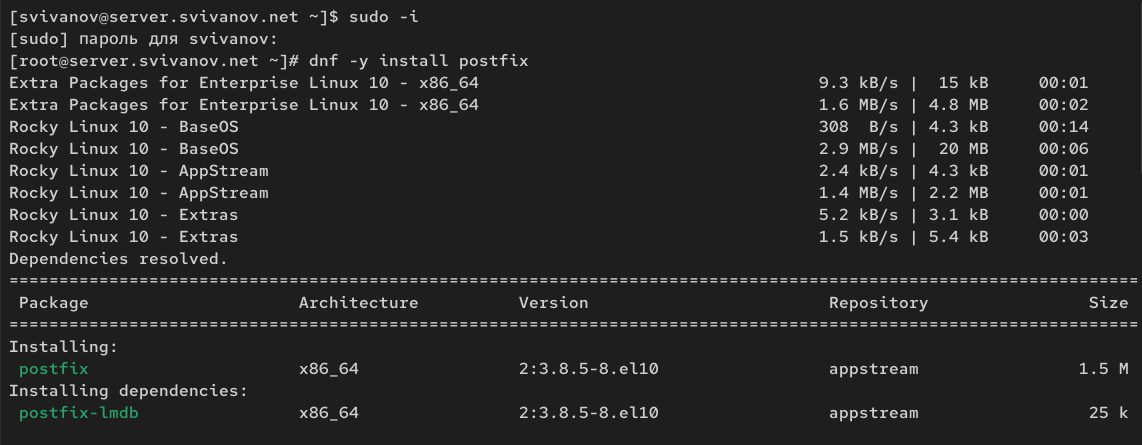 [svivanov@server.svivanov.net ~]$ sudo -i
[sudo] пароль для svivanov:
[root@server.svivanov.net ~]# dnf -y install postfix
Extra Packages for Enterprise Linux 10 - x86_64                                  9.3 kB/s |  15 kB     00:01
Extra Packages for Enterprise Linux 10 - x86_64                                  1.6 MB/s | 4.8 MB     00:02
Rocky Linux 10 - BaseOS                                                          308  B/s | 4.3 kB     00:14
Rocky Linux 10 - BaseOS                                                          2.9 MB/s |  20 MB     00:06
Rocky Linux 10 - AppStream                                                       2.4 kB/s | 4.3 kB     00:01
Rocky Linux 10 - AppStream                                                       1.4 MB/s | 2.2 MB     00:01
Rocky Linux 10 - Extras                                                          5.2 kB/s | 3.1 kB     00:00
Rocky Linux 10 - Extras                                                          1.5 kB/s | 5.4 kB     00:03
Dependencies resolved.
=================================================================================================================
 Package                     Architecture          Version                        Repository                Size
=================================================================================================================
Installing:
 postfix                     x86_64                2:3.8.5-8.el10                 appstream                1.5 M
Installing dependencies:
 postfix-lmdb                x86_64                2:3.8.5-8.el10                 appstream                 25 k